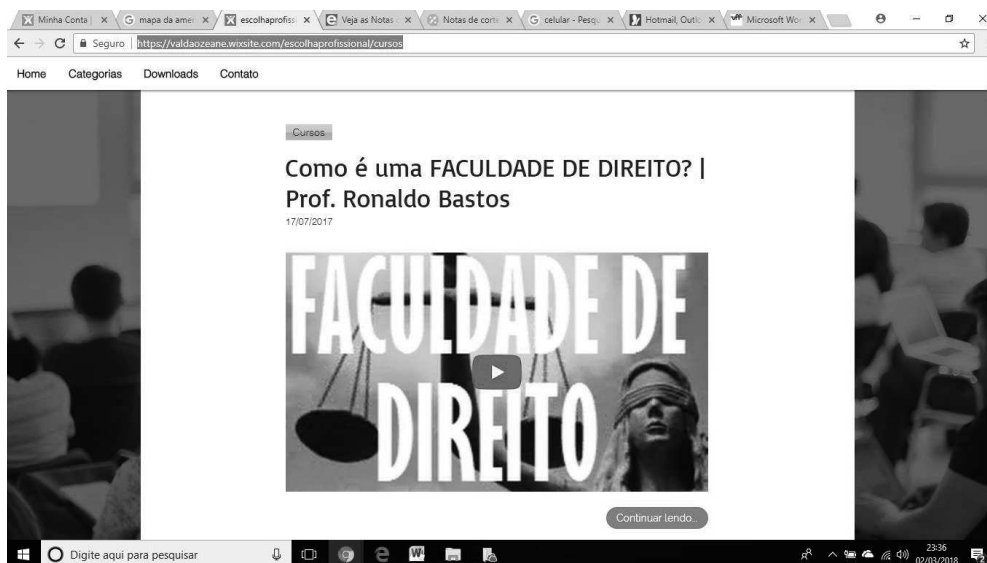 Minha Conta |
mapa da amer
escolhaprofiss
Veja as Notas
Notas de corte
celular - Pesqu
Hotmail, Outlo
Microsoft Wor
Seguro | https://valdaozeane.wixsite.com/escolhaprofissional/cursos
Home Categorias Downloads Contato
Cursos
Como é uma FACULDADE DE DIREITO? |
Prof. Ronaldo Bastos
17/07/2017
FACULDADE DE
DIREITO
Continuar lendo...
Digite aqui para pesquisar
23:36
02/03/2018